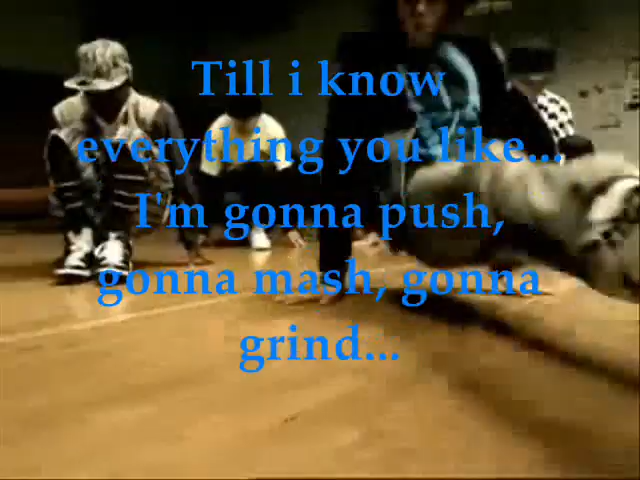 Till i know
everything you like...
I'm gonna push,
gonna mash, gonna
grind...